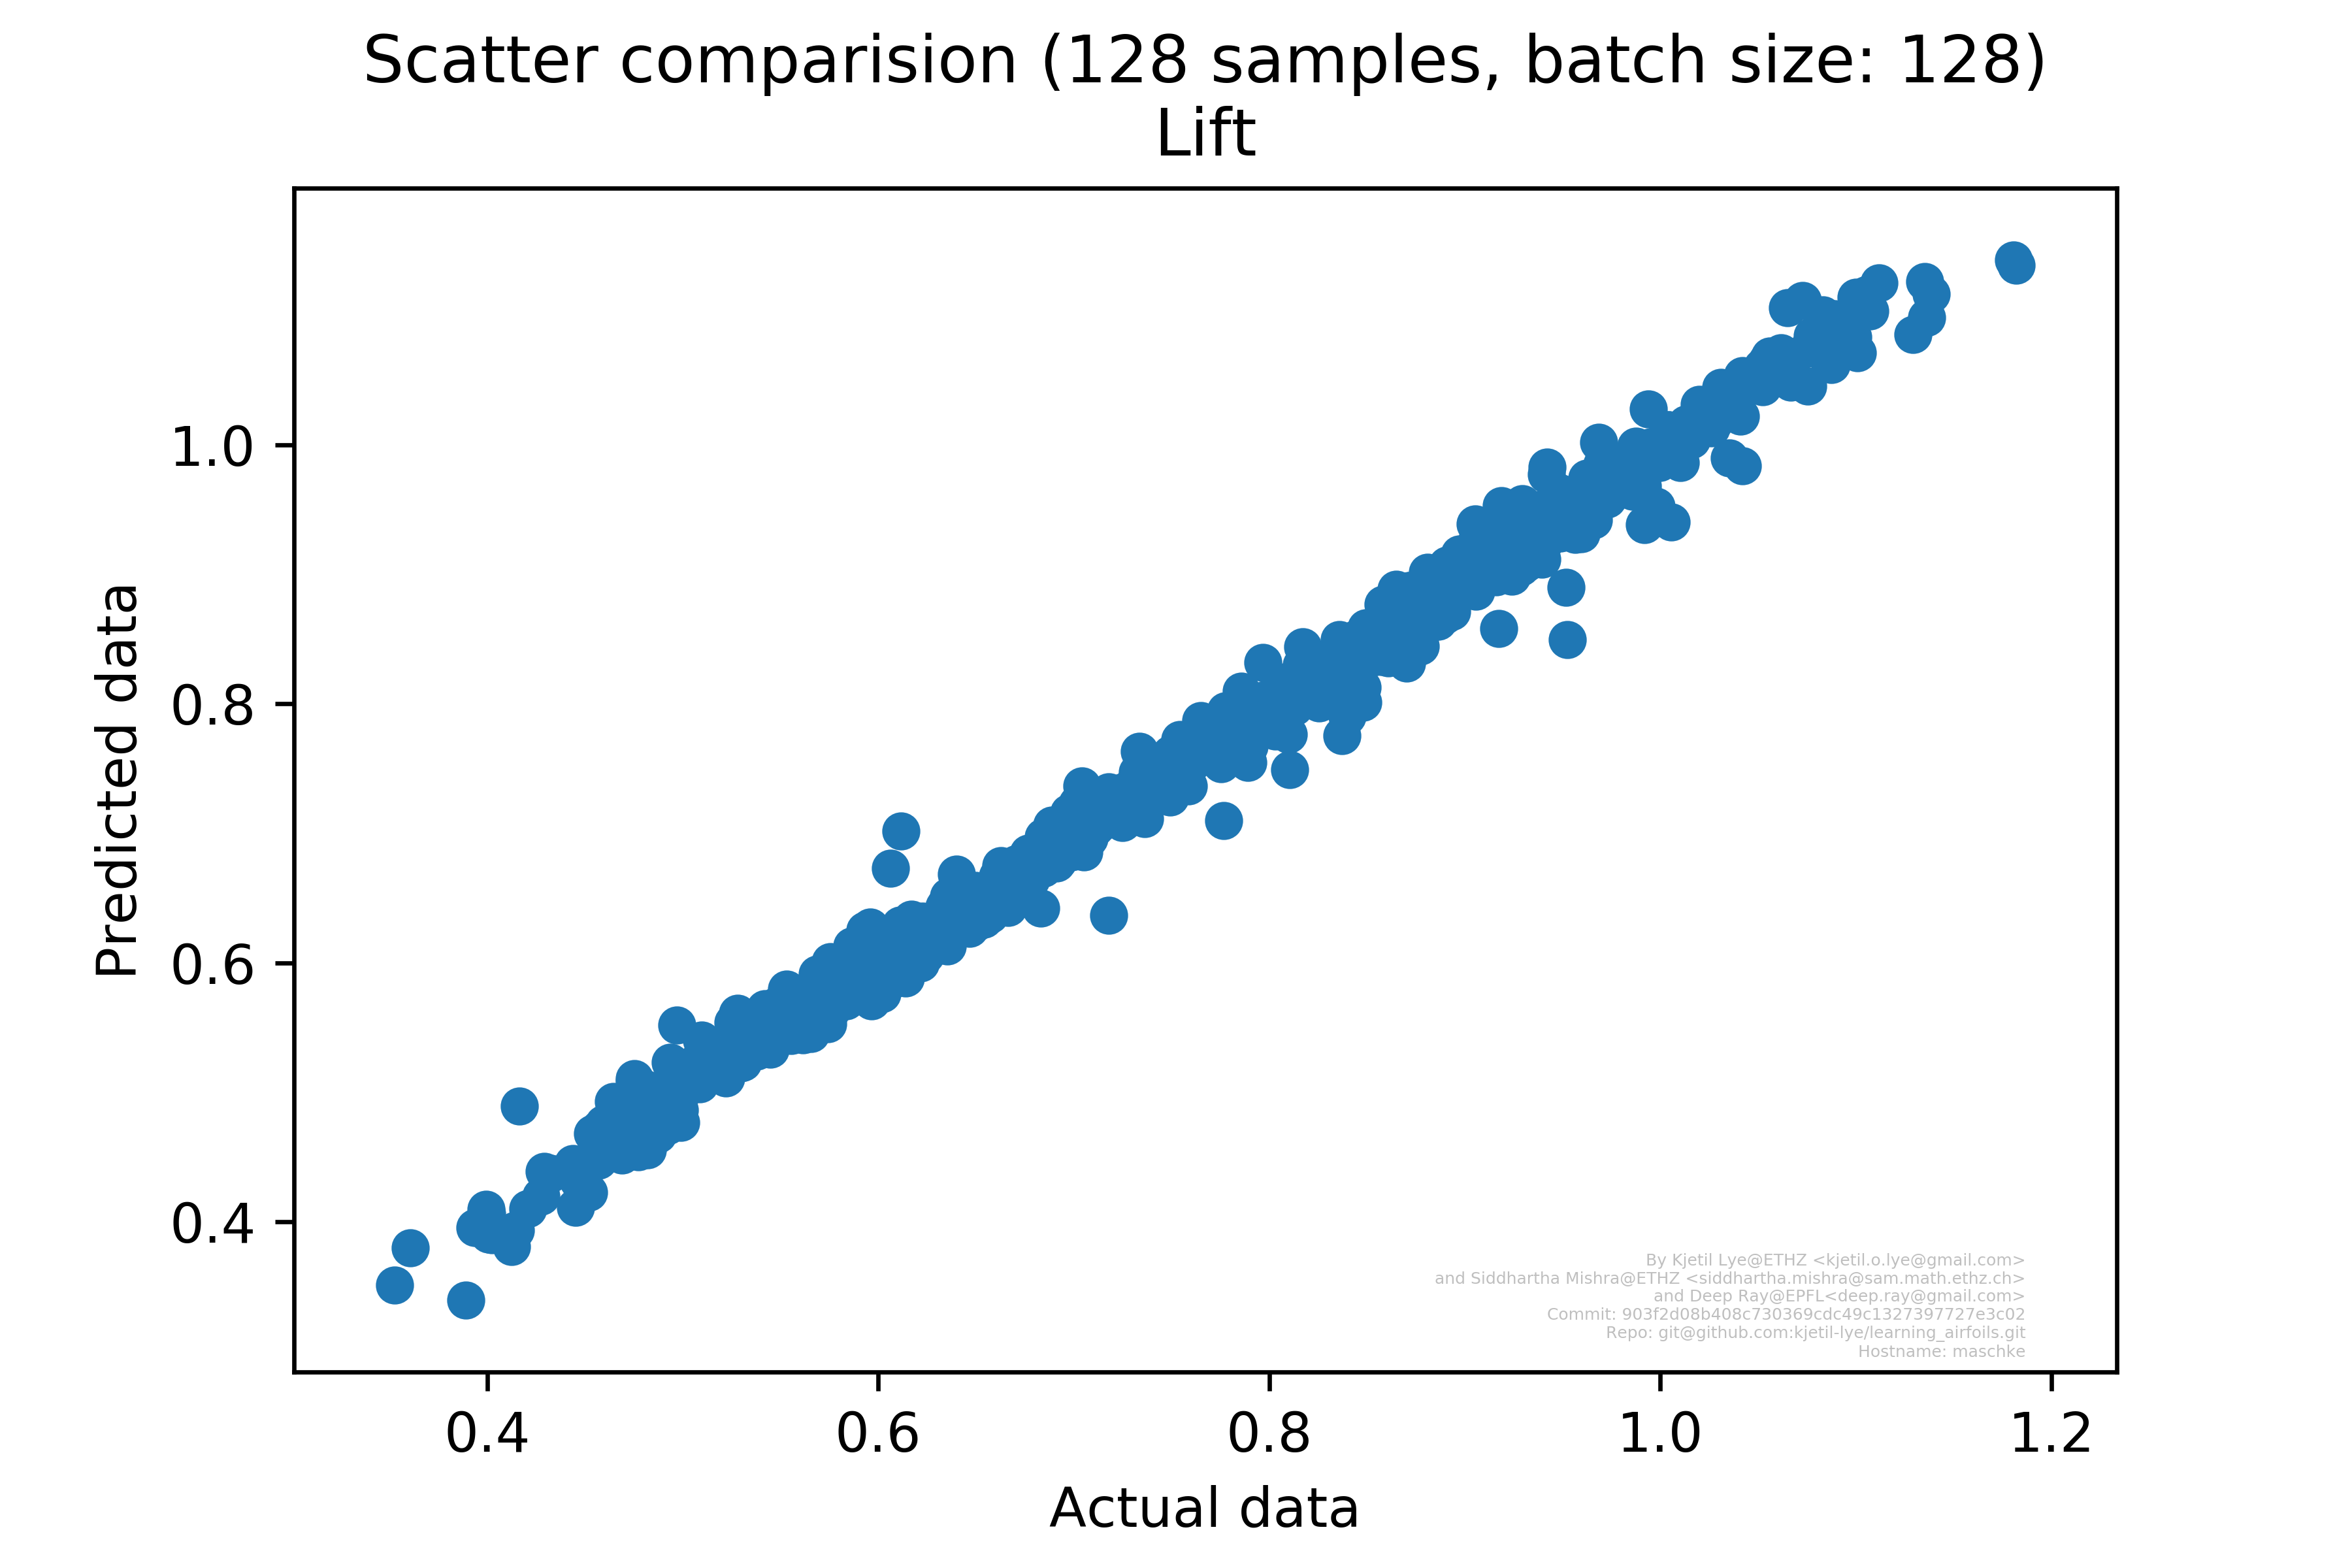 Scatter comparision (128 samples, batch size: 128)
Lift
1.0
0.8
0.6
0.4
Predicted data
By Kjetil Lye@ETHZ <kjetil.o.lye@gmail.com>
and Siddhartha Mishra@ETHZ <siddhartha.mishra@sam.math.ethz.ch>
and Deep Ray@EPFL<deep.ray@gmail.com>
Commit: 903f2d08b408c730369cdc49c1327397727e3c02
Repo: git@github.com:kjetil-lye/learning_airfoils.git
Hostname: maschke
0.4 0.6 0.8 1.0 1.2
Actual data